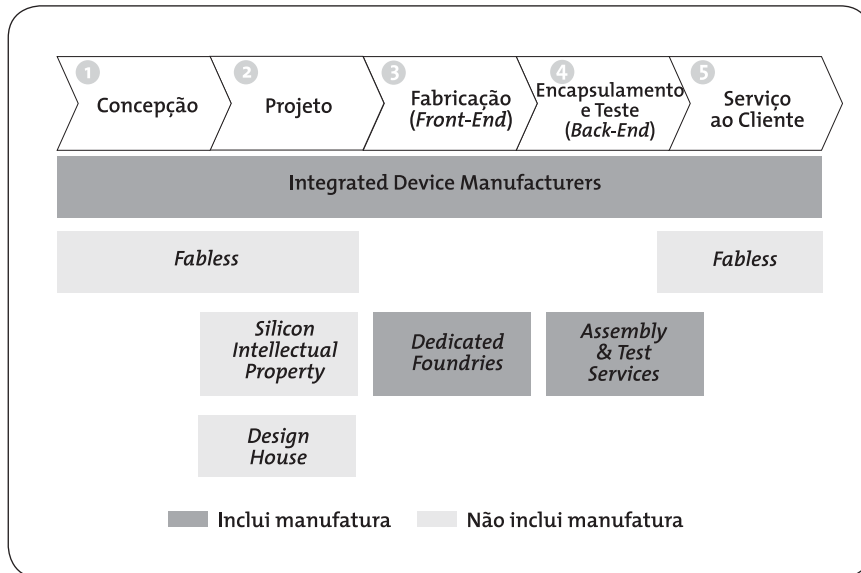 1
Concepção
2
Projeto
3
Fabricação
(Front-End)
4
Encapsulamento
e Teste
(Back-End)
5
Serviço
ao Cliente
Integrated Device Manufacturers
Fabless
Fabless
Silicon
Intellectual
Property
Dedicated
Foundries
Assembly
& Test
Services
Design
House
Inclui manufatura
Não inclui manufatura